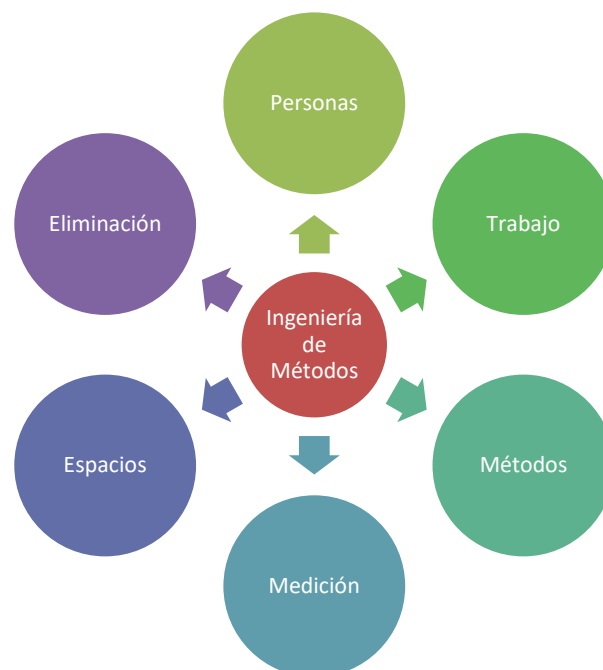 Personas
Eliminación
Trabajo
Ingeniería
de
Métodos
Espacios
Métodos
Medición